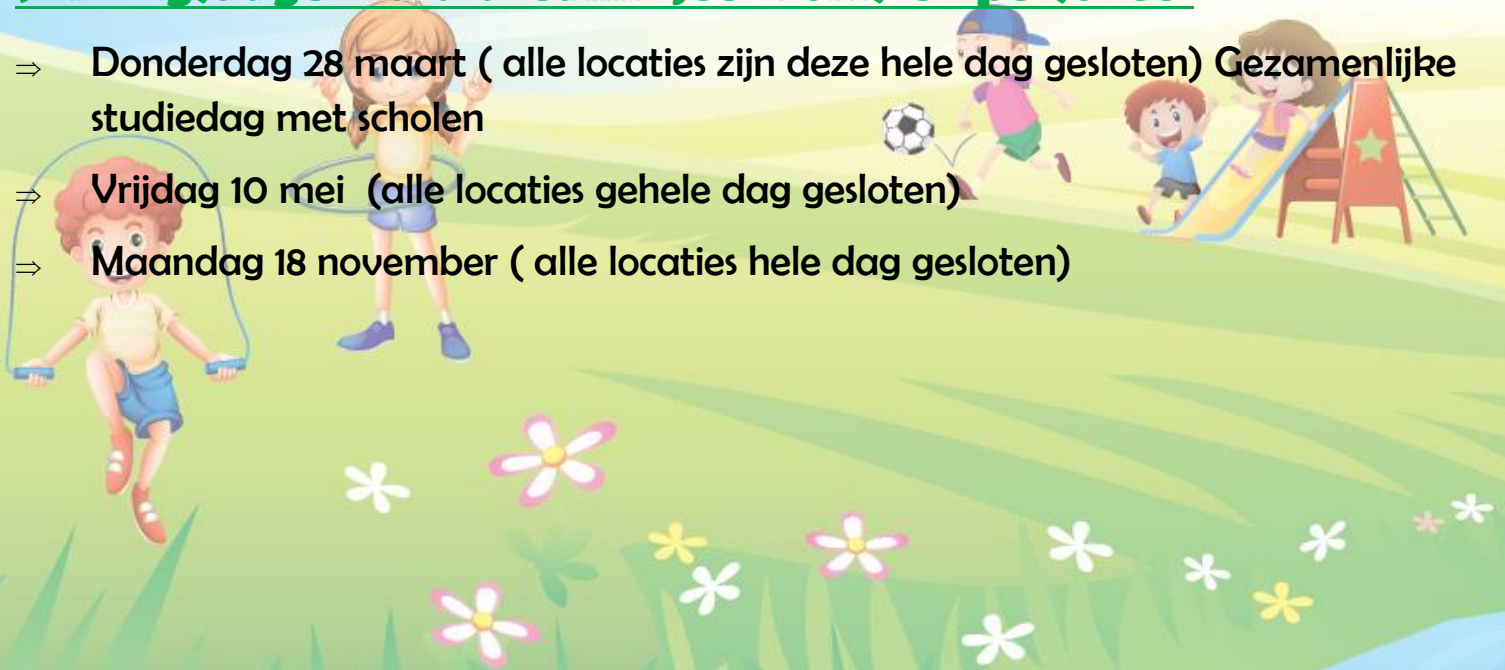 ⇒ Donderdag 28 maart ( alle locaties zijn deze hele dag gesloten) Gezamenlijke
studiedag met scholen
⇒ Vrijdag 10 mei (alle locaties gehele dag gesloten)
⇒ Maandag 18 november ( alle locaties hele dag gesloten)